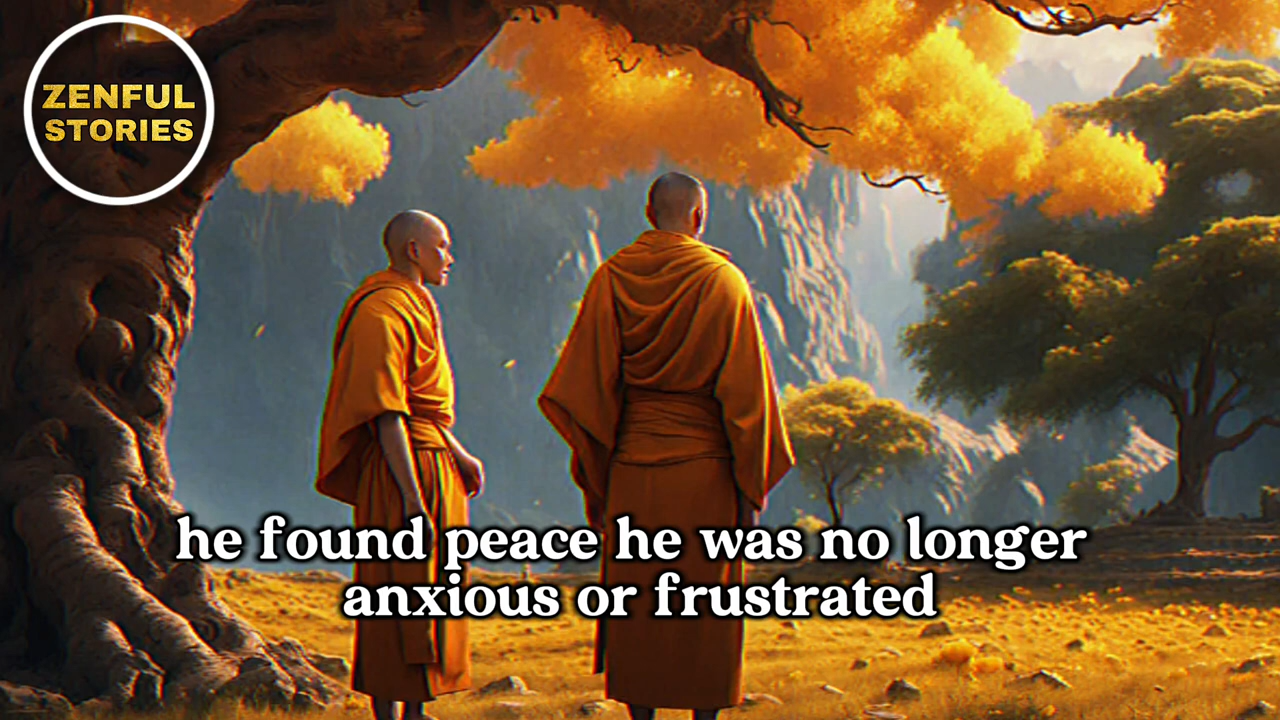 ZENFUL
STORIES
he found peace he was no longer
anxious or frustrated